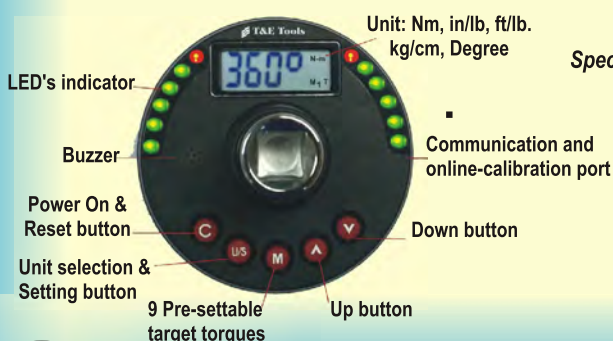 T&E Tools
360° N-m
Unit: Nm, in/lb, ft/lb.
kg/cm, Degree
Spec
LED's indicator
Buzzer
Communication and
online-calibration port
Power On &
Reset button
C
U/S
M
Down button
Unit selection &
Setting button
9 Pre-settable
target torques
Up button